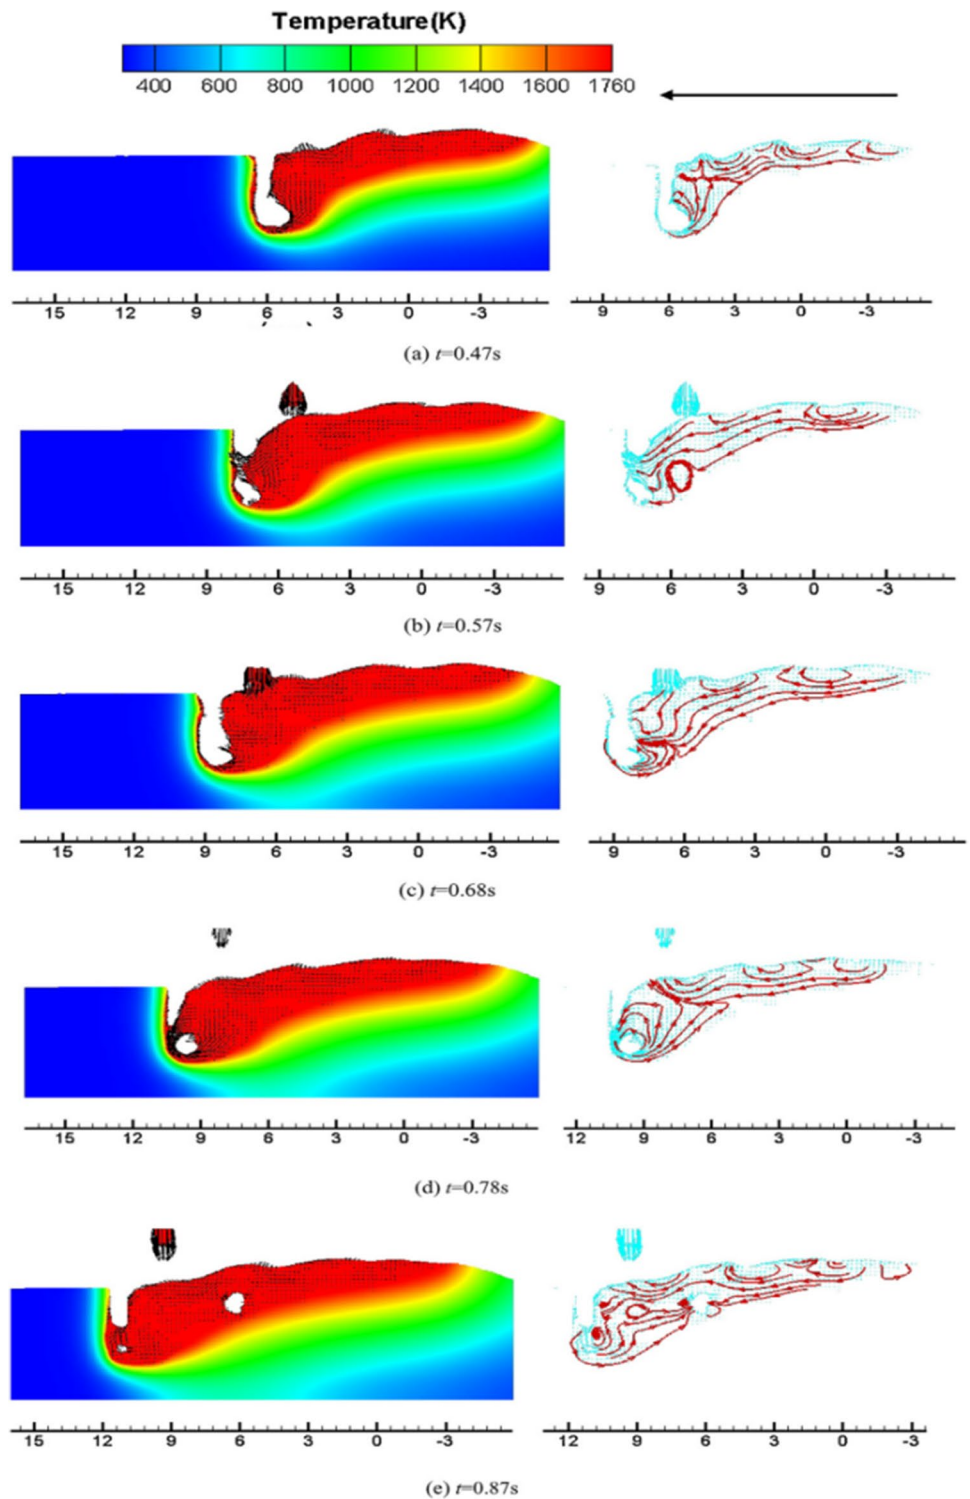 Temperature(K)
400 600 800 1000 1200 1400 1600 1760
15 12 9 6 3 0 -3
9 6 3 0 -3
(a) t=0.47s
15 12 9 6 3 0 -3
9 6 3 0 -3
(b) t=0.57s
15 12 9 6 3 0 -3
9 6 3 0 -3
(c) t=0.68s
15 12 9 6 3 0 -3
12 9 6 3 0 -3
(d) t=0.78s
15 12 9 6 3 0 -3
12 9 6 3 0 -3
(e) t=0.87s